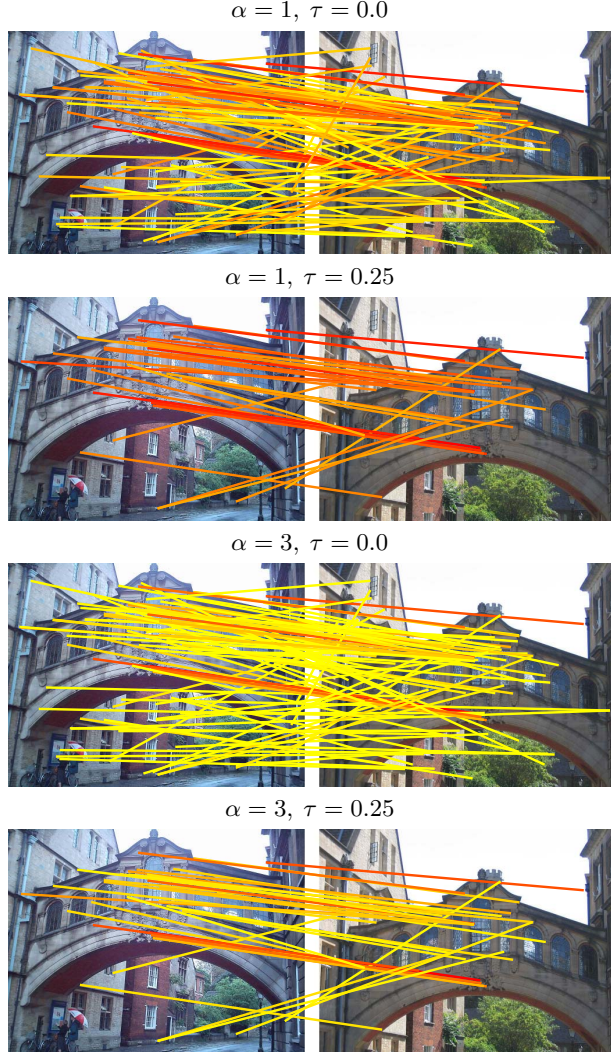 α = 1, τ = 0.0
α = 1, τ = 0.25
α = 3, τ = 0.0
α = 3, τ = 0.25